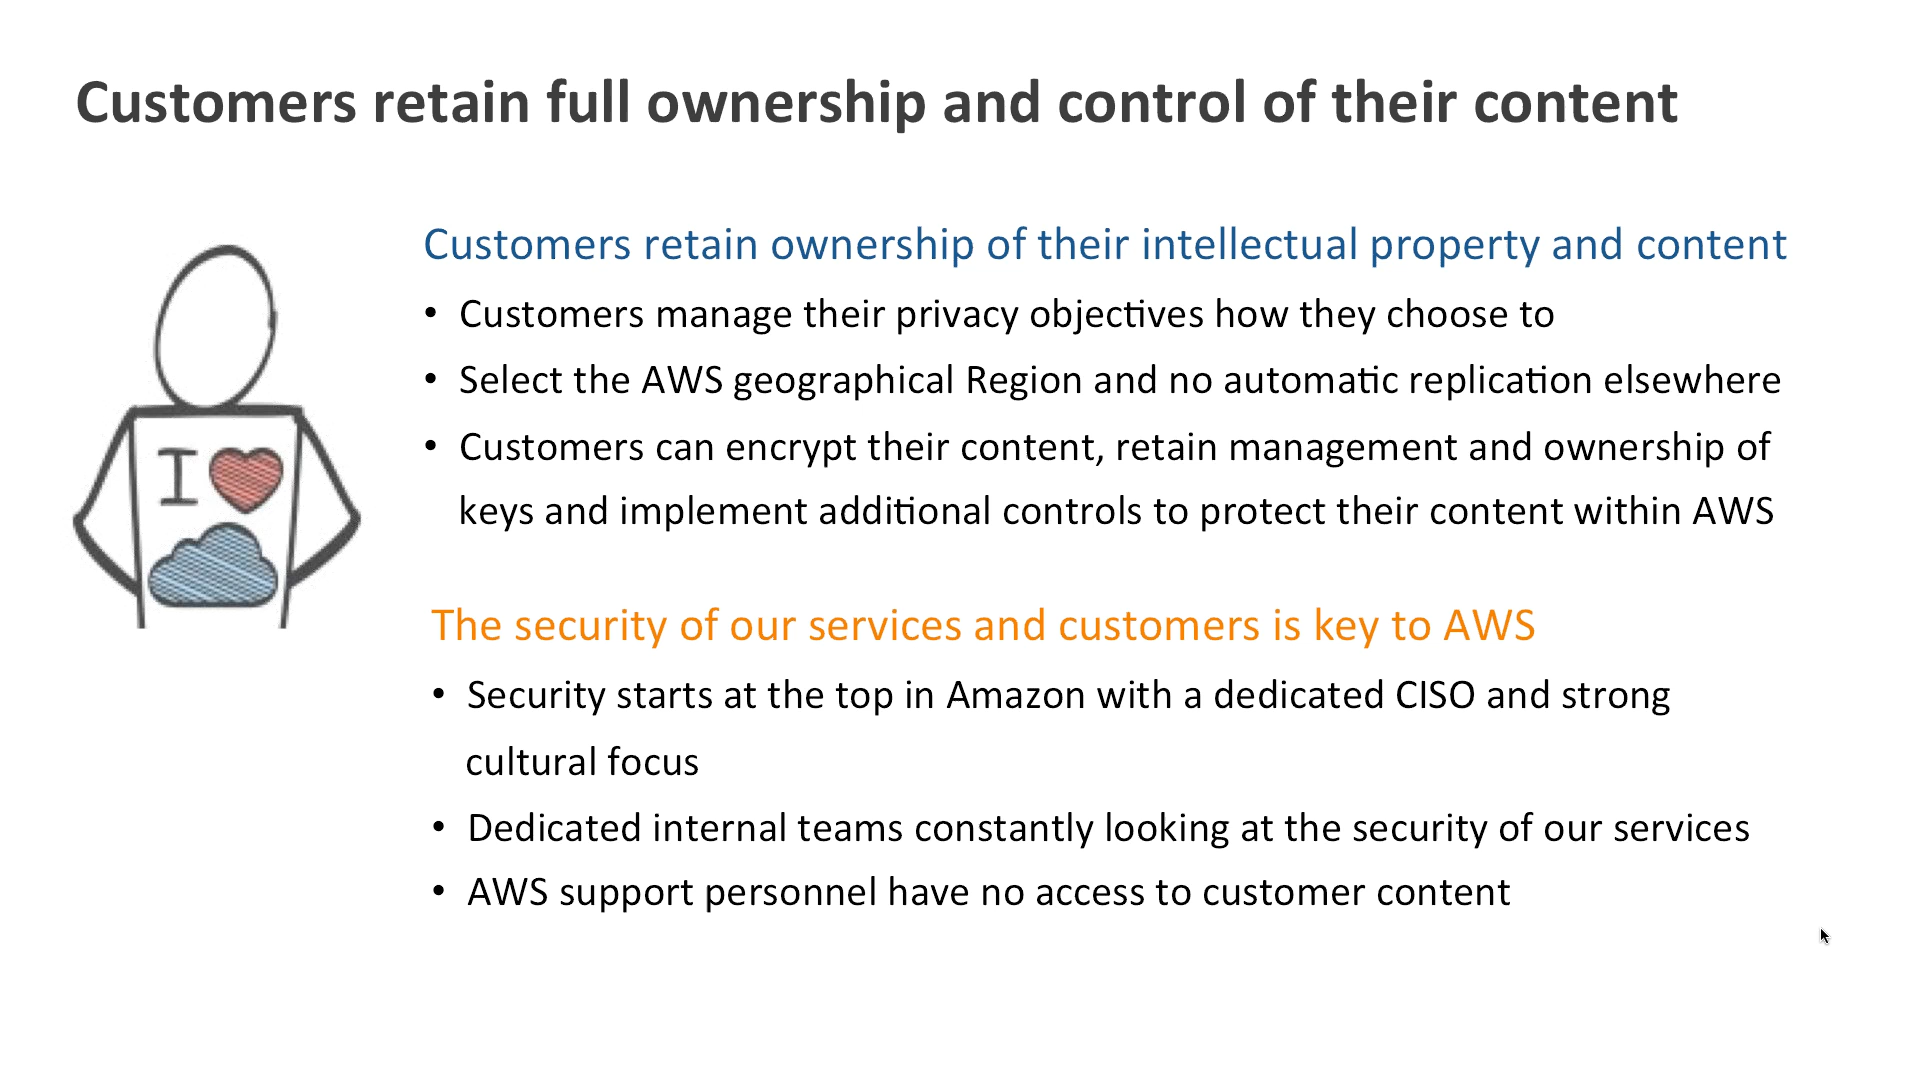 Customers retain full ownership and control of their content
Customers retain ownership of their intellectual property and content
• Customers manage their privacy objectives how they choose to
• Select the AWS geographical Region and no automatic replication elsewhere
• Customers can encrypt their content, retain management and ownership of
keys and implement additional controls to protect their content within AWS
I
The security of our services and customers is key to AWS
• Security starts at the top in Amazon with a dedicated CISO and strong
cultural focus
• Dedicated internal teams constantly looking at the security of our services
• AWS support personnel have no access to customer content